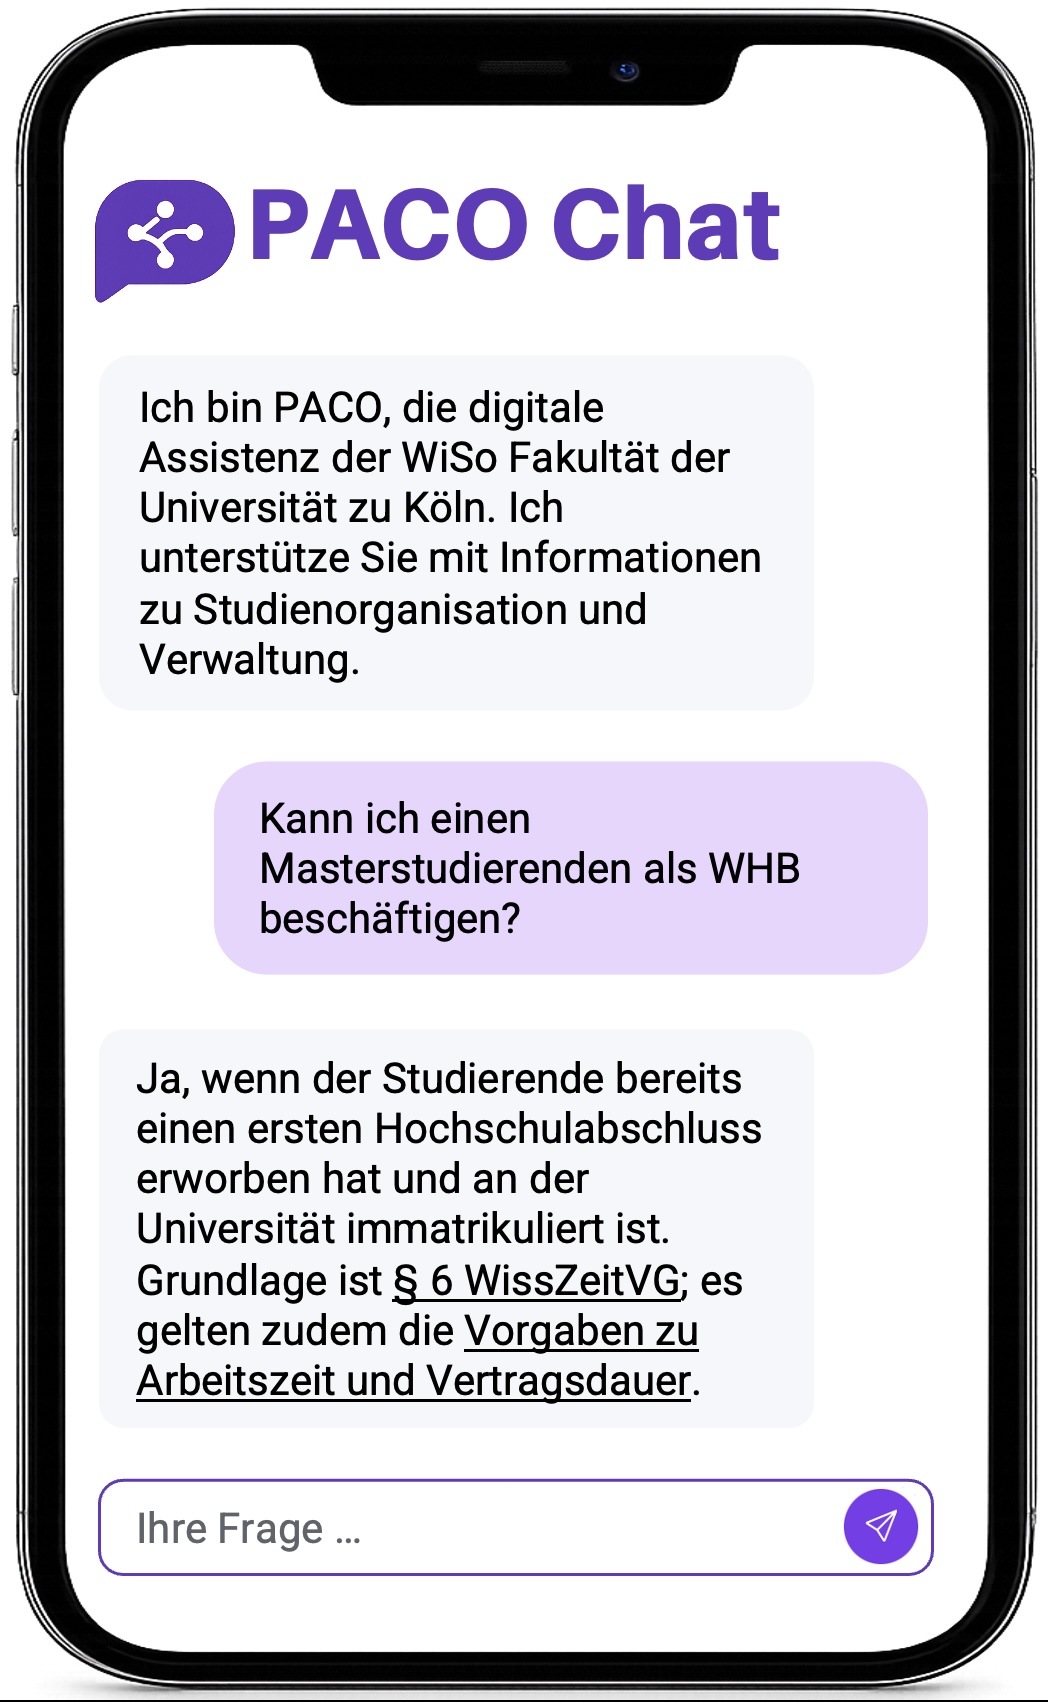 PACO Chat
Ich bin PACO, die digitale
Assistenz der WiSo Fakultät der
Universität zu Köln. Ich
unterstütze Sie mit Informationen
zu Studienorganisation und
Verwaltung.
Kann ich einen
Masterstudierenden als WHB
beschäftigen?
Ja, wenn der Studierende bereits
einen ersten Hochschulabschluss
erworben hat und an der
Universität immatrikuliert ist.
Grundlage ist § 6 WissZeitVG; es
gelten zudem die Vorgaben zu
Arbeitszeit und Vertragsdauer.
Ihre Frage ...